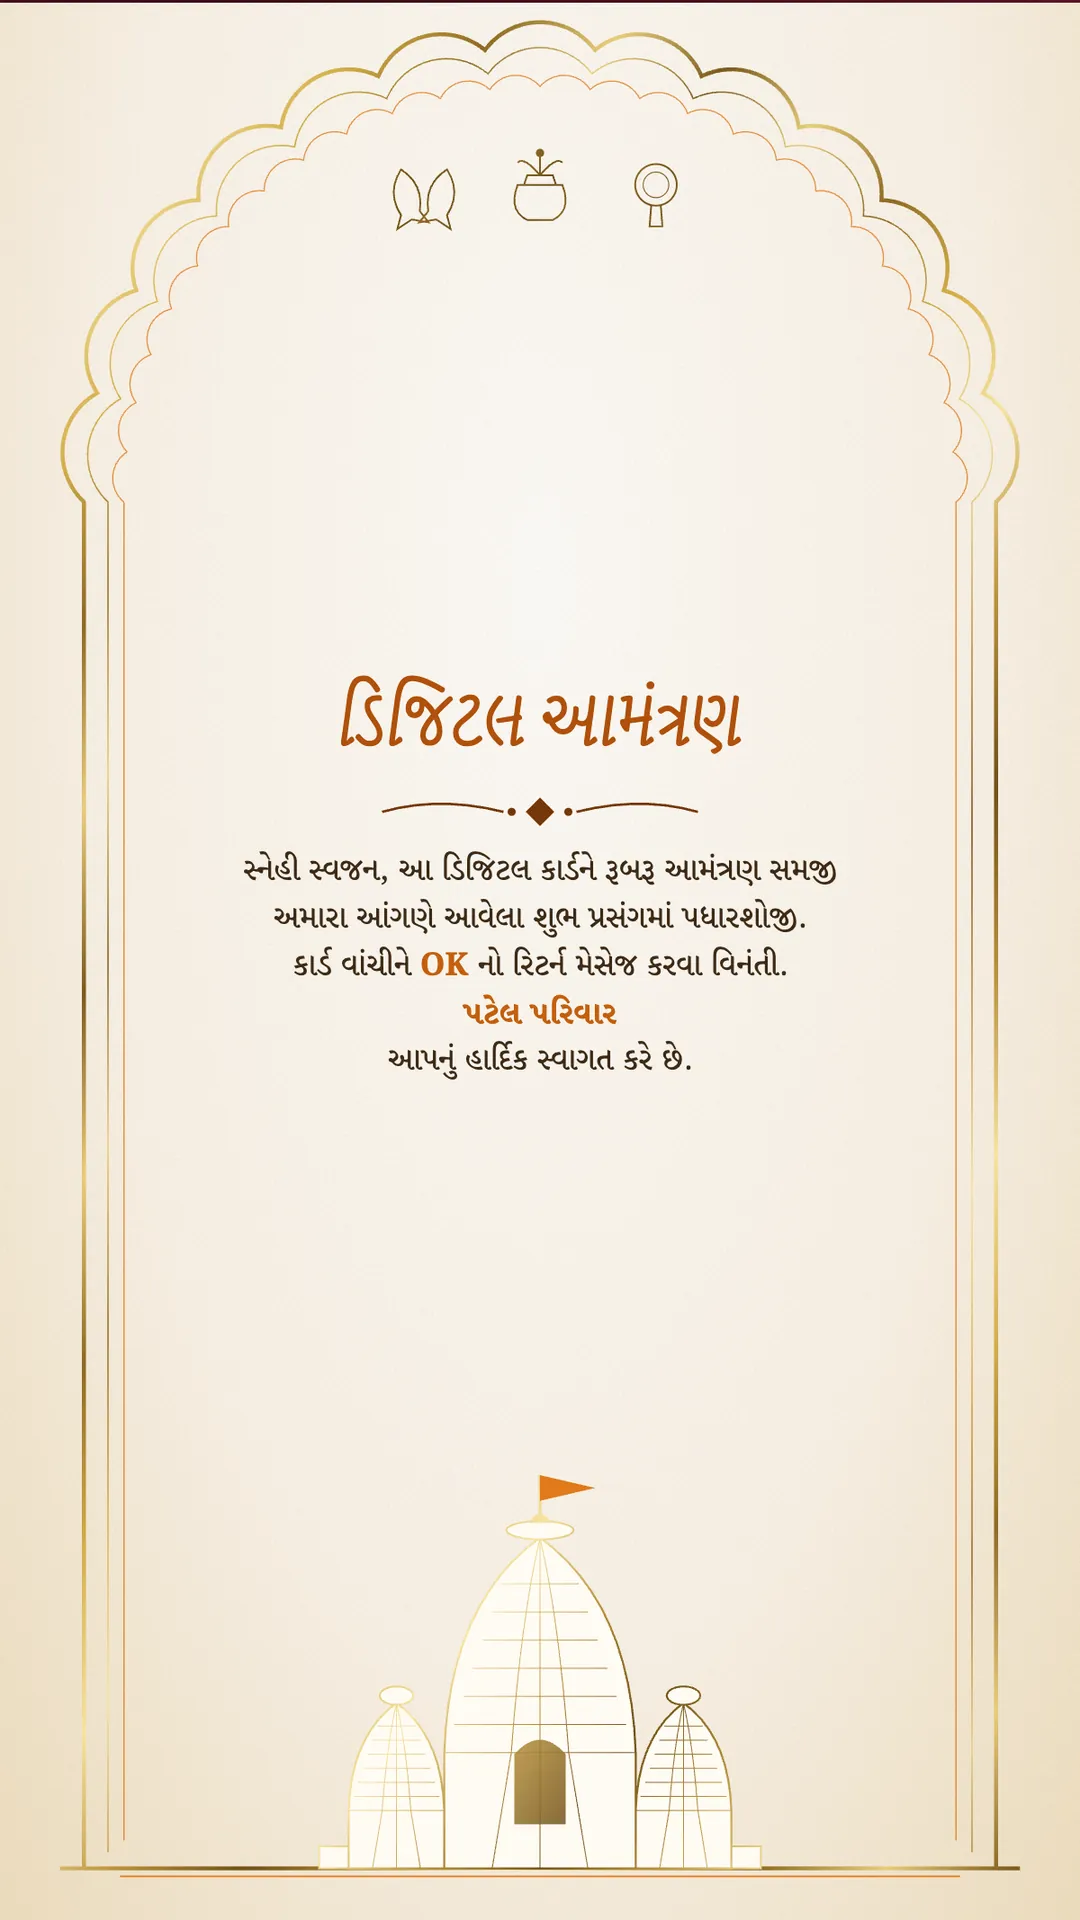 ડિજિટલ આમંત્રણ
સ્નેહી સ્વજન, આ ડિજિટલ કાર્ડને રૂબરૂ આમંત્રણ સમજી
અમારા આંગણે આવેલા શુભ પ્રસંગમાં પધારશોજી.
કાર્ડ વાંચીને OK નો રિટર્ન મેસેજ કરવા વિનંતી.
પટેલ પરિવાર
આપનું હાર્દિક સ્વાગત કરે છે.